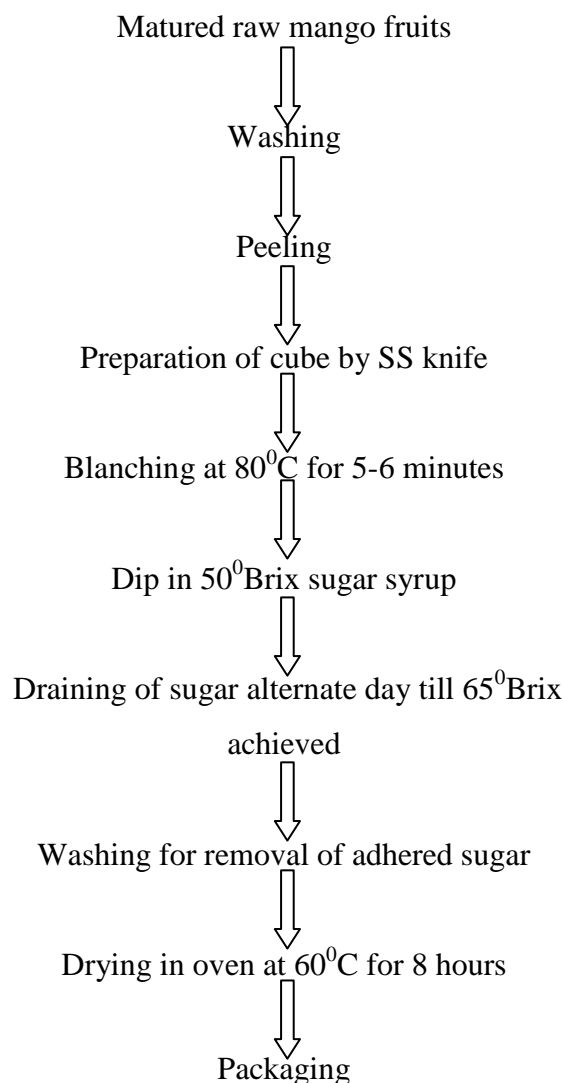 Matured raw mango fruits
Washing
Peeling
Preparation of cube by SS knife
Blanching at 80⁰C for 5-6 minutes
Dip in 50⁰Brix sugar syrup
Draining of sugar alternate day till 65⁰Brix
achieved
Washing for removal of adhered sugar
Drying in oven at 60⁰C for 8 hours
Packaging